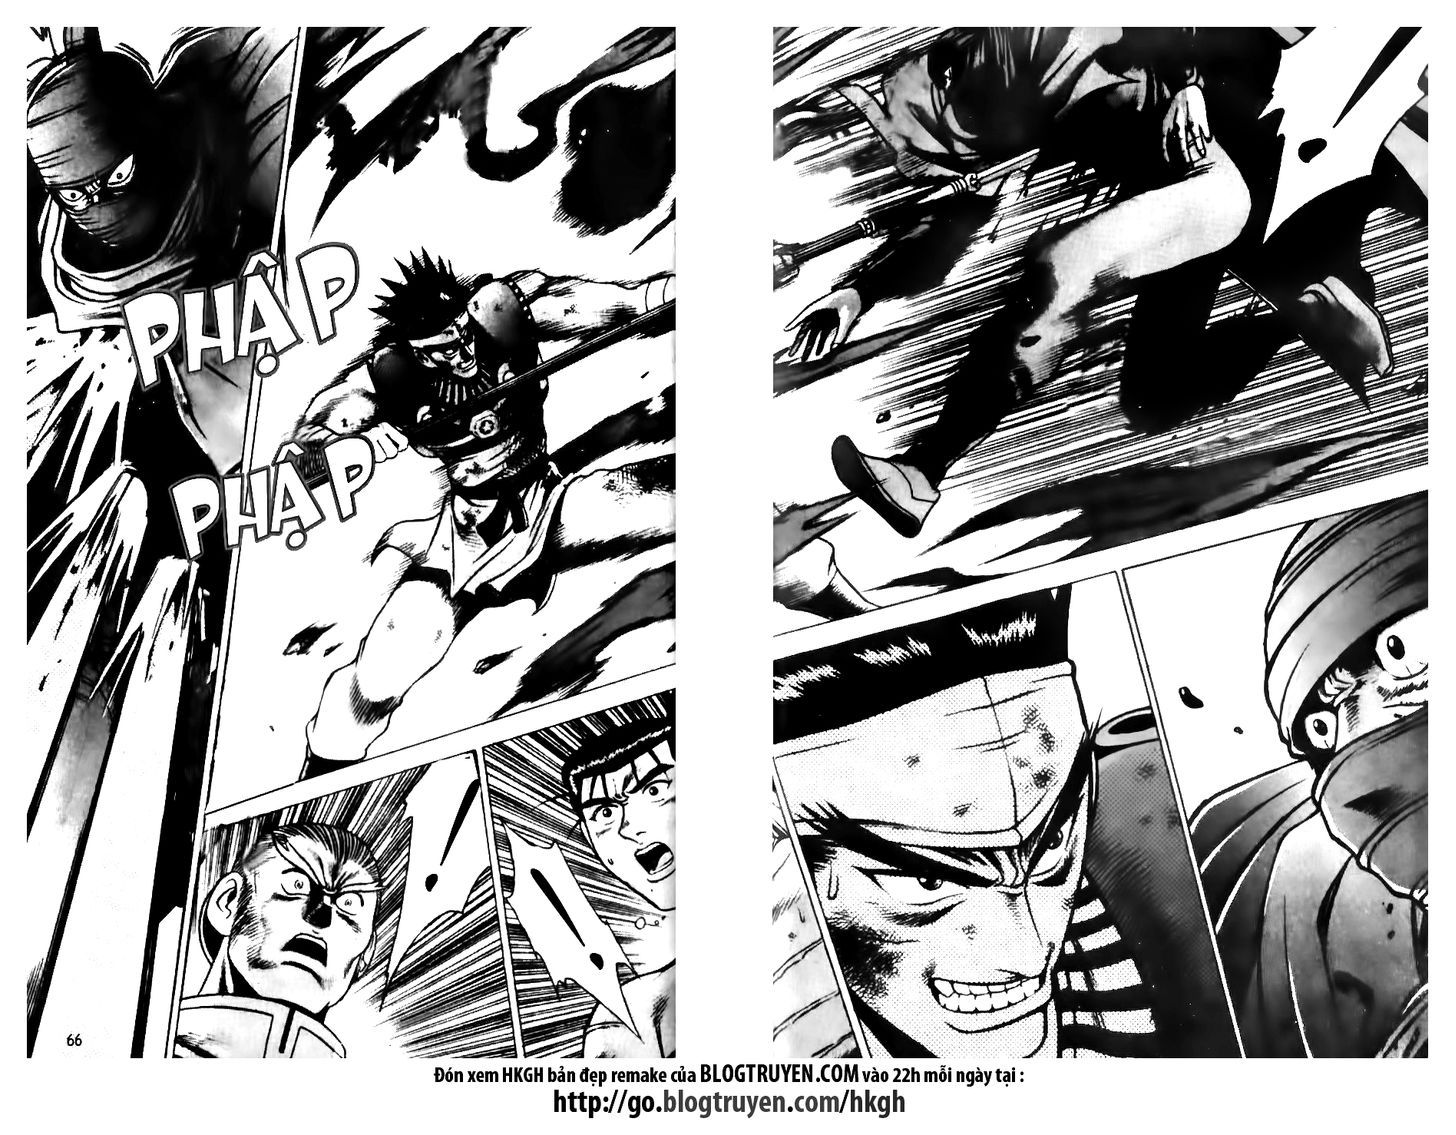 PHẬP
PHẬP
!
!
!
66
Đón xem HKGH bản đẹp remake của BLOGTRUYEN.COM vào 22h mỗi ngày tại :
http://go.blogtruyen.com/hkgh